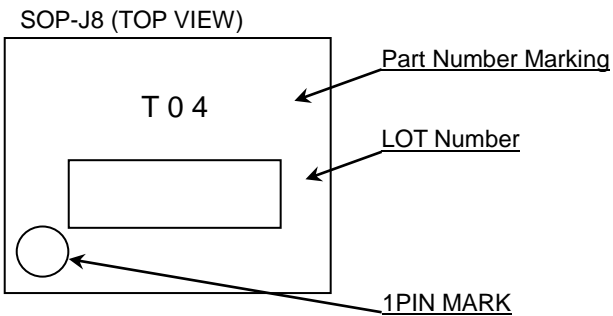 SOP-J8 (TOP VIEW)
Part Number Marking
T 0 4
LOT Number
1PIN MARK